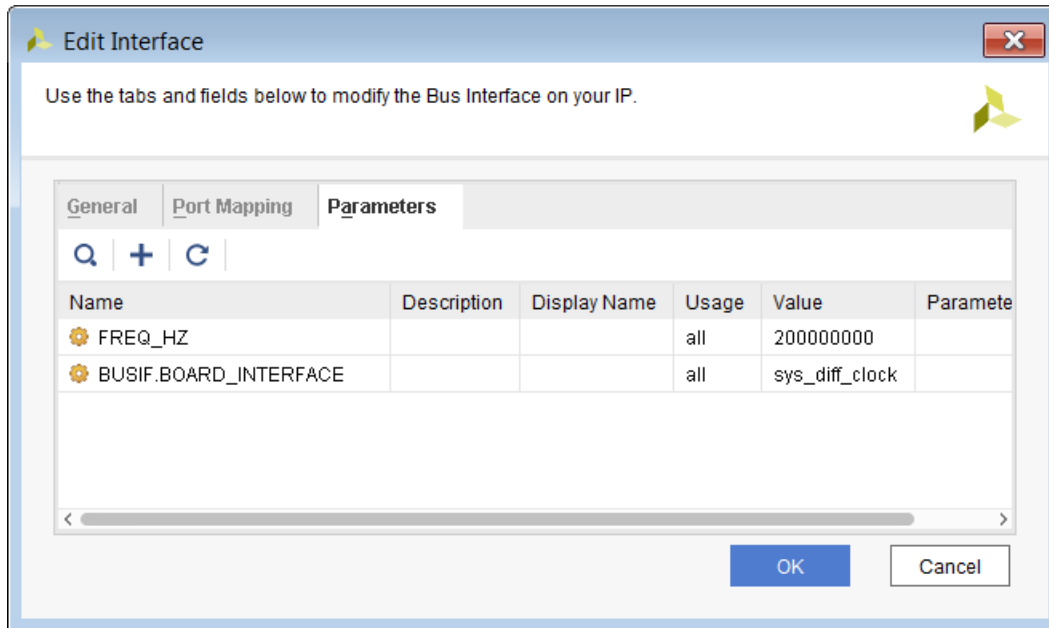 Edit Interface
Use the tabs and fields below to modify the Bus Interface on your IP.
General Port Mapping Parameters
Name Description Display Name Usage Value Paramete
FREQ_HZ all 200000000
BUSIF.BOARD_INTERFACE all sys_diff_clock
OK Cancel